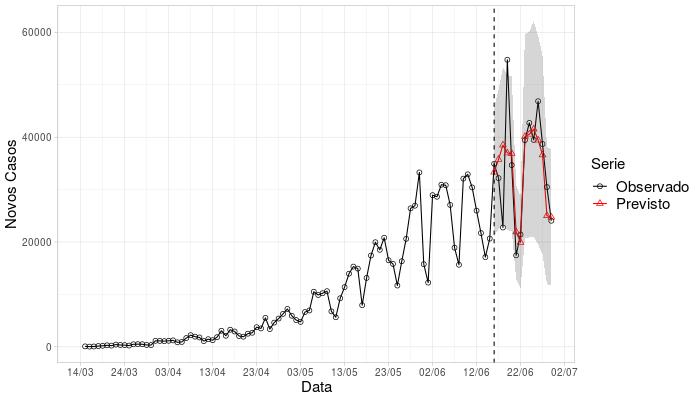 60000
40000
20000
0
Novos Casos
14/03 24/03 03/04 13/04 23/04 03/05 13/05 23/05 02/06 12/06 22/06 02/07
Data
Serie
Observado
Previsto